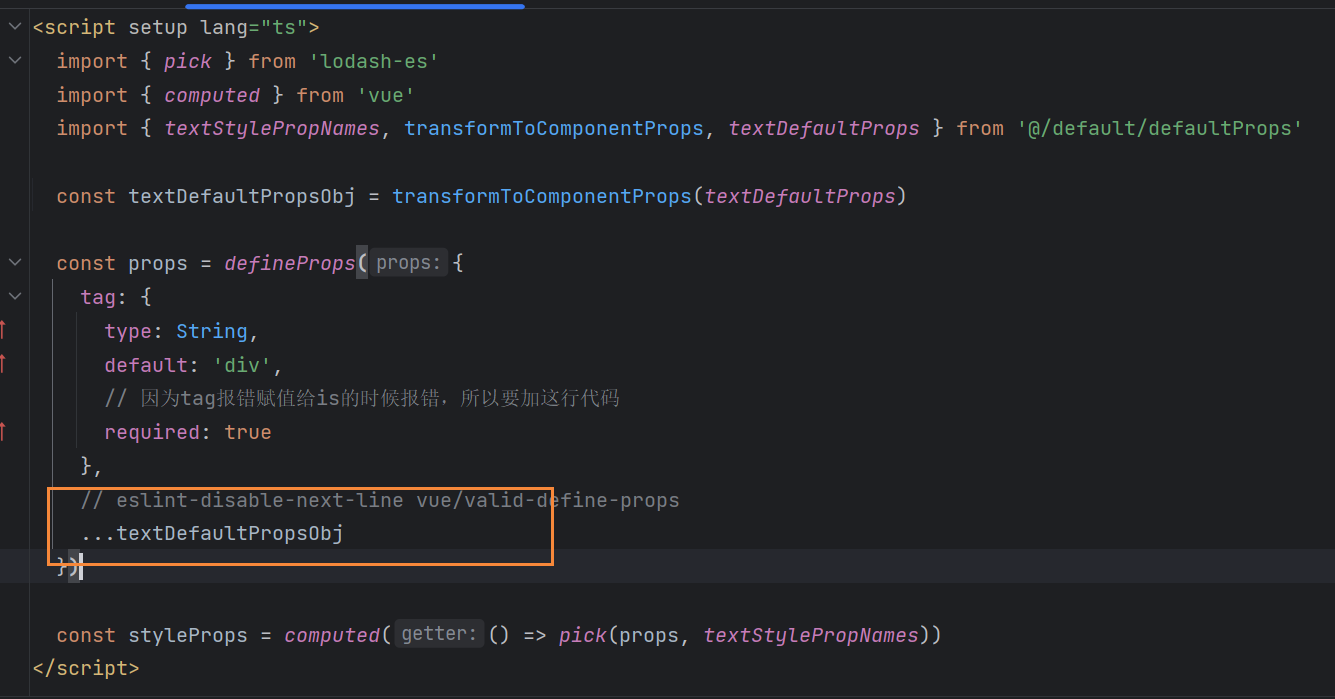 <script setup lang="ts">
import { pick } from 'lodash-es'
import { computed } from 'vue'
import { textStylePropNames, transformToComponentProps, textDefaultProps } from '@/default/defaultProps'
const textDefaultPropsObj = transformToComponentProps(textDefaultProps)
const props = defineProps( props: {
tag: {
type: String,
default: 'div',
// 因为tag报错赋值给is的时候报错，所以要加这行代码
required: true
},
// eslint-disable-next-line vue/valid-define-props
...textDefaultPropsObj
})
const styleProps = computed( getter: () => pick(props, textStylePropNames))
</script>